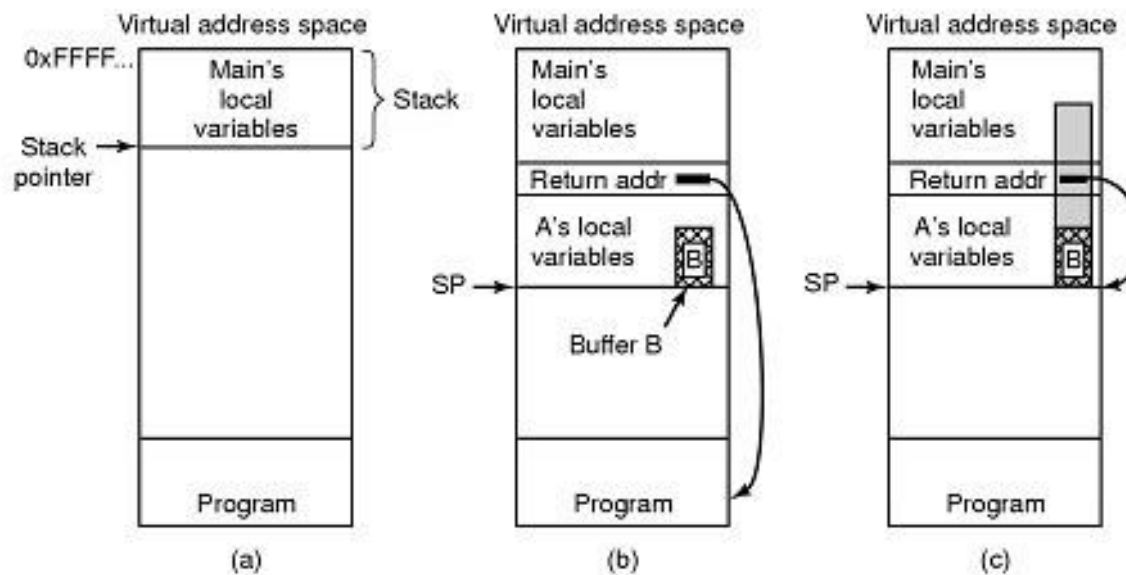 Virtual address space
0xFFFF...
Main's
local
variables
Stack
Stack
pointer
Program
(a)
Virtual address space
Main's
local
variables
Return addr
A's local
variables
B
SP
Buffer B
Program
(b)
Virtual address space
Main's
local
variables
Return addr
A's local
variables
B
SP
Program
(c)